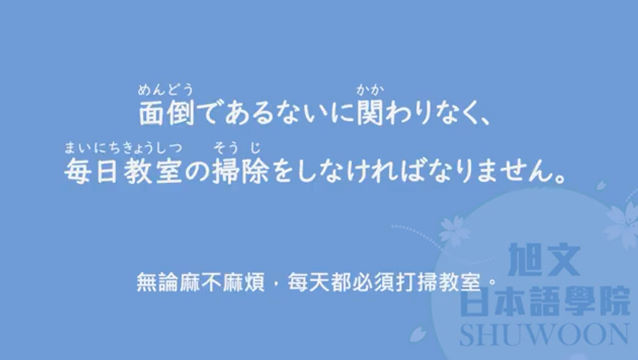 めんどう かか
面倒であるないに関わりなく、
まいにちきょうしつ そうじ
毎日教室の掃除をしなければなりません。
無論麻不麻煩，每天都必須打掃教室。
旭文
日本語學院
SHUWOON